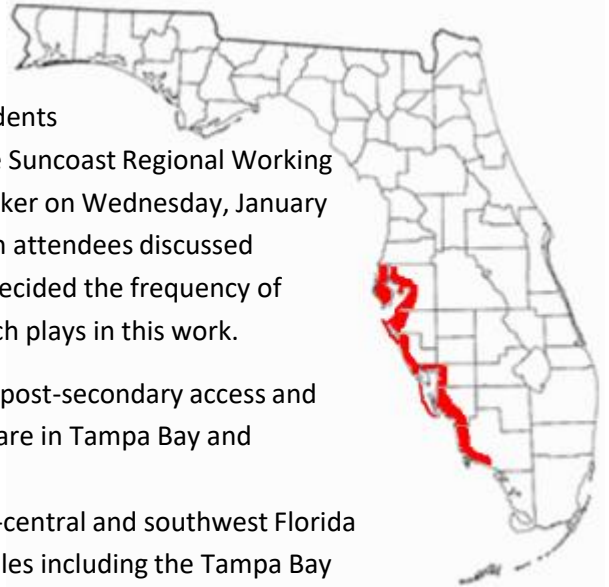 dents
Suncoast Regional Working
ker on Wednesday, January
attendees discussed
ecided the frequency of
ch plays in this work.
post-secondary access and
are in Tampa Bay and
-central and southwest Florida
les including the Tampa Bay